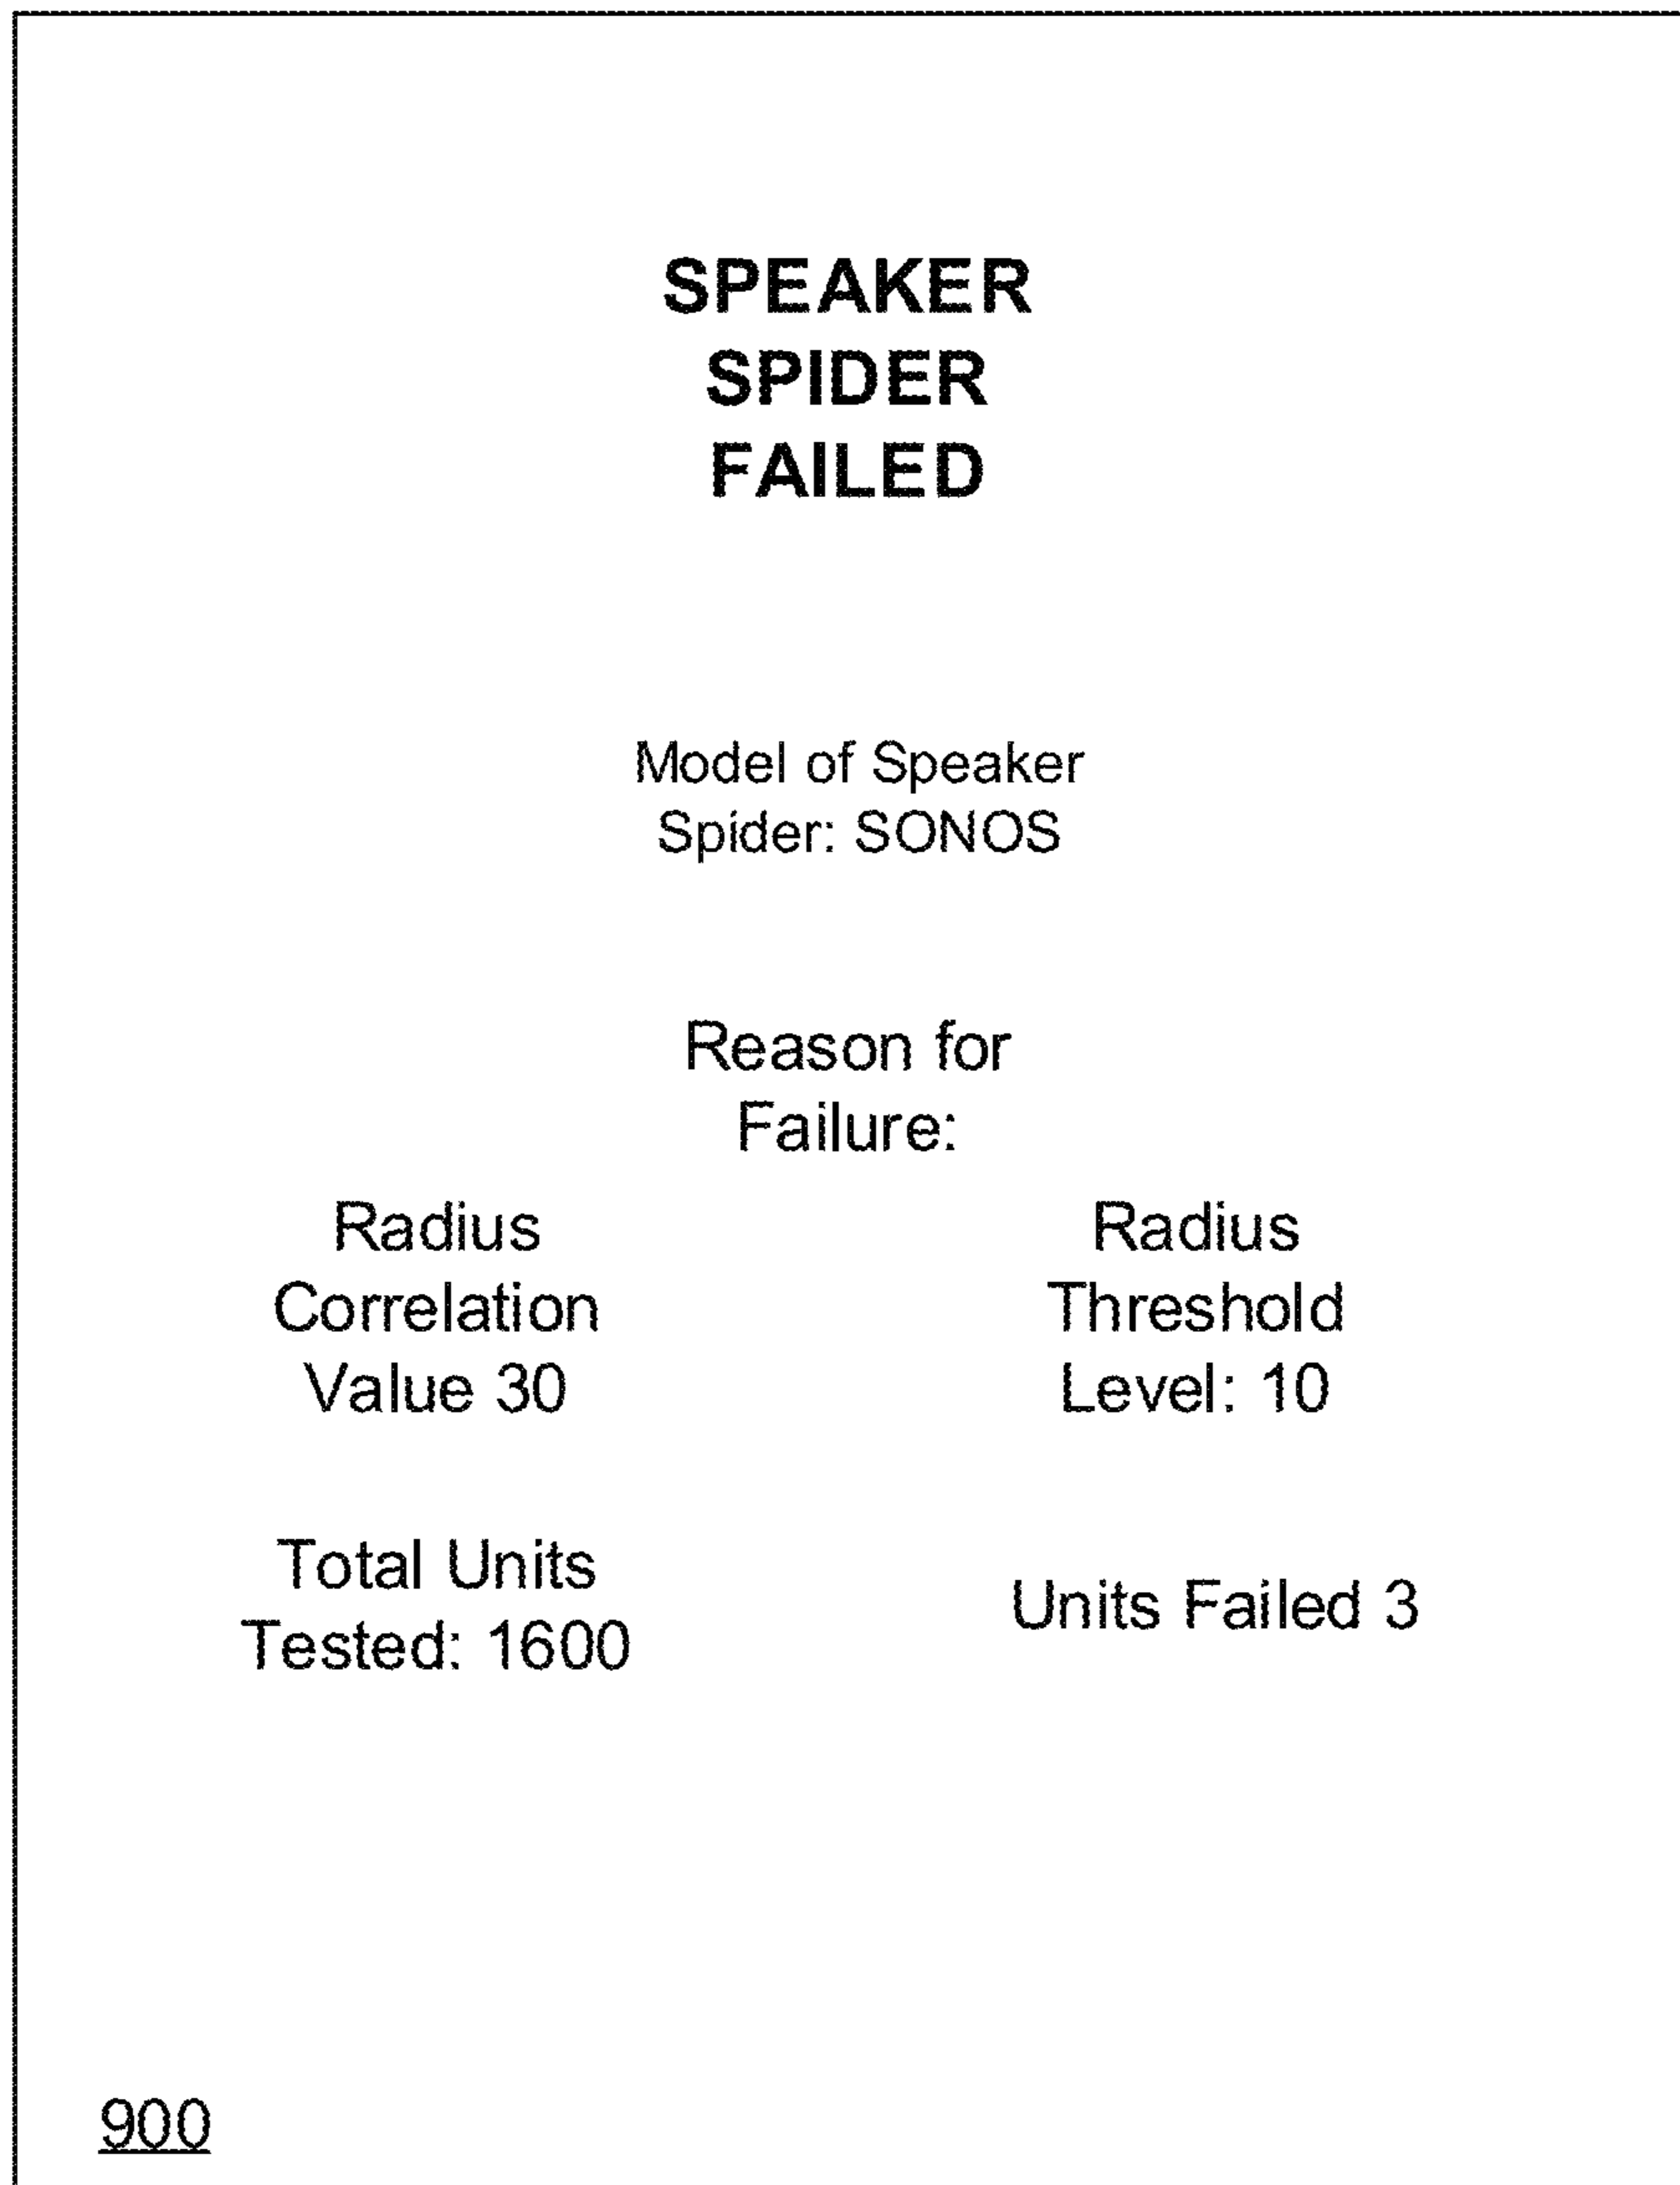 SPEAKER
SPIDER
FAILED
Model of Speaker
Spider: SONOS
Reason for
Failure:
Radius
Correlation
Value 30
Radius
Threshold
Level: 10
Total Units
Tested: 1600
Units Failed 3
900